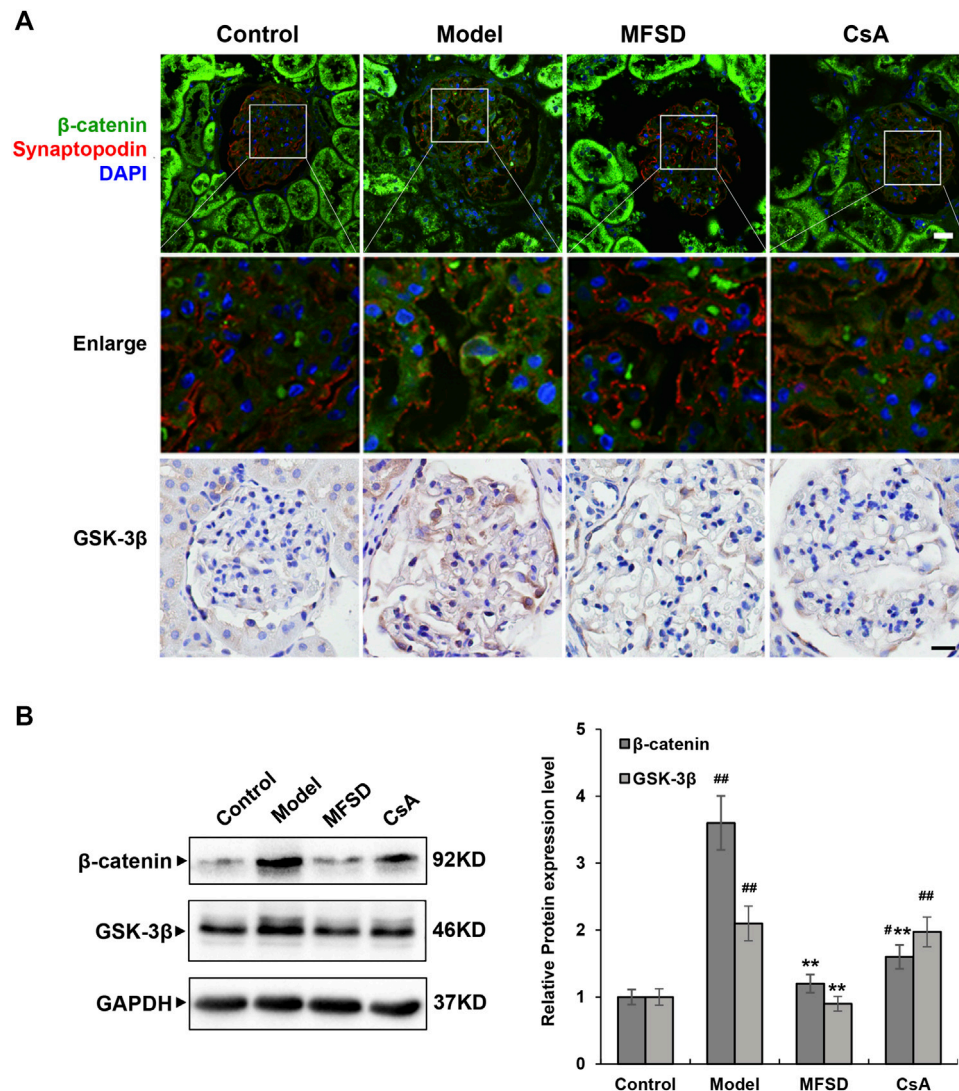 A
Control Model MFSD CsA
β-catenin
Synaptopodin
DAPI
Enlarge
GSK-3β
B
Control Model MFSD CsA
β-catenin 92KD
GSK-3β 46KD
GAPDH 37KD
Relative Protein expression level
5
4
3
2
1
0
β-catenin
GSK-3β
##
##
**
**
#**
##
Control Model MFSD CsA